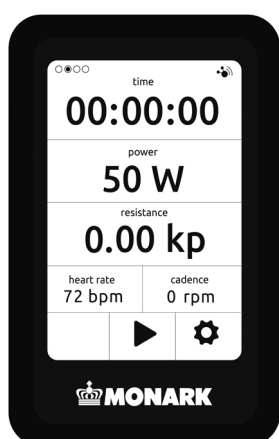 time
00:00:00
power
50 W
resistance
0.00 kp
heart rate cadence
72 bpm 0 rpm
MONARK